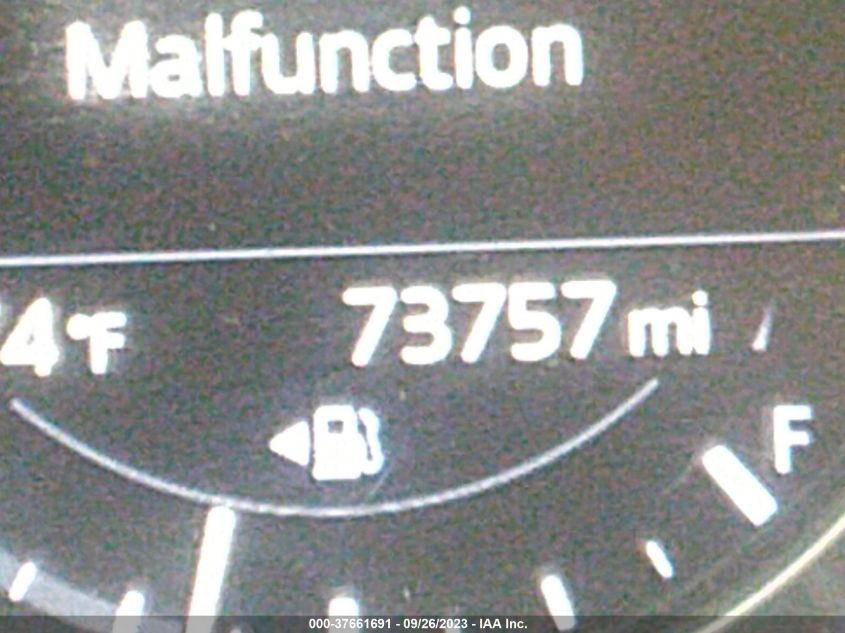 Malfunction
4°F 73757 mi
F
000-37661691 - 09/26/2023 - IAA Inc.